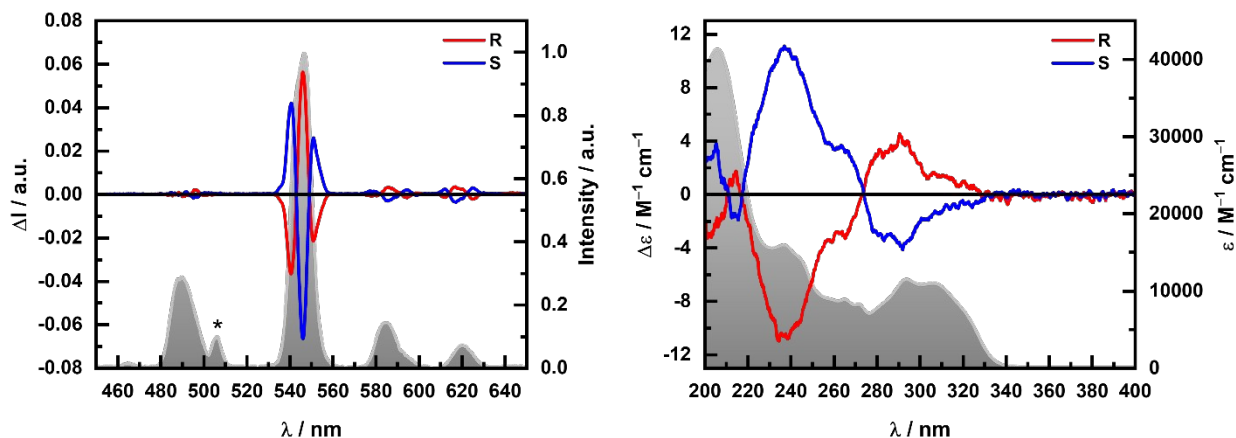 0.08
0.06
0.04
0.02
0.00
-0.02
-0.04
-0.06
-0.08
ΔI / a.u.
R
S
*
1.0
0.8
0.6
0.4
0.2
0.0
Intensity / a.u.
460 480 500 520 540 560 580 600 620 640
λ / nm
12
8
4
0
-4
-8
-12
Δε / M⁻¹ cm⁻¹
R
S
40000
30000
20000
10000
0
ε / M⁻¹ cm⁻¹
200 220 240 260 280 300 320 340 360 380 400
λ / nm